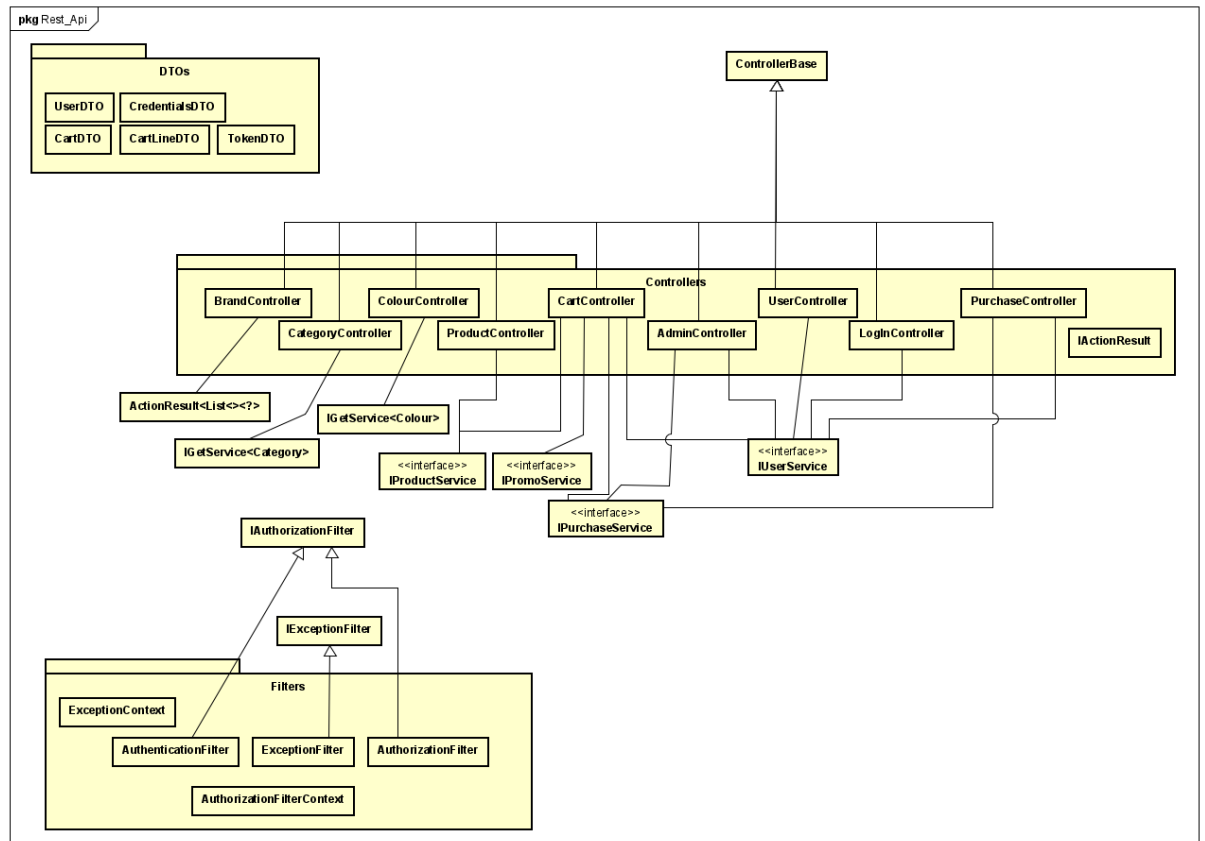 pkg Rest_Api
DTOs
UserDTO
CredentialsDTO
CartDTO
CartLineDTO
TokenDTO
ControllerBase
Controllers
BrandController
ColourController
CartController
UserController
PurchaseController
CategoryController
ProductController
AdminController
LogInController
IActionResult
ActionResult<List<><?>
IGetService<Colour>
IGetService<Category>
<<interface>>
IProductService
<<interface>>
IPromoService
<<interface>>
IUserService
<<interface>>
IPurchaseService
IAuthorizationFilter
IExceptionFilter
Filters
ExceptionContext
AuthenticationFilter
ExceptionFilter
AuthorizationFilter
AuthorizationFilterContext